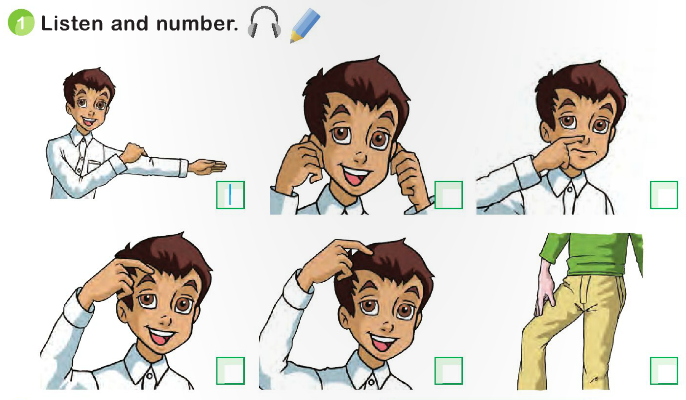 1 Listen and number.
1